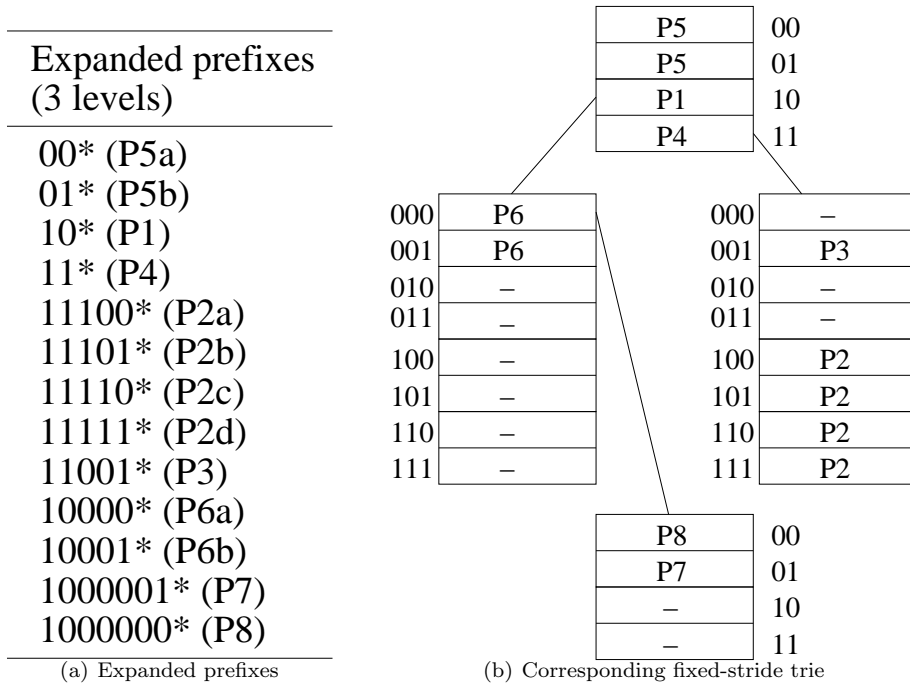 Expanded prefixes
(3 levels)
00* (P5a)
01* (P5b)
10* (P1)
11* (P4)
11100* (P2a)
11101* (P2b)
11110* (P2c)
11111* (P2d)
11001* (P3)
10000* (P6a)
10001* (P6b)
1000001* (P7)
1000000* (P8)
(a) Expanded prefixes
P5 00
P5 01
P1 10
P4 11
000 P6
001 P6
010 –
011 –
100 –
101 –
110 –
111 –
000 –
001 P3
010 –
011 –
100 P2
101 P2
110 P2
111 P2
P8 00
P7 01
– 10
– 11
(b) Corresponding fixed-stride trie